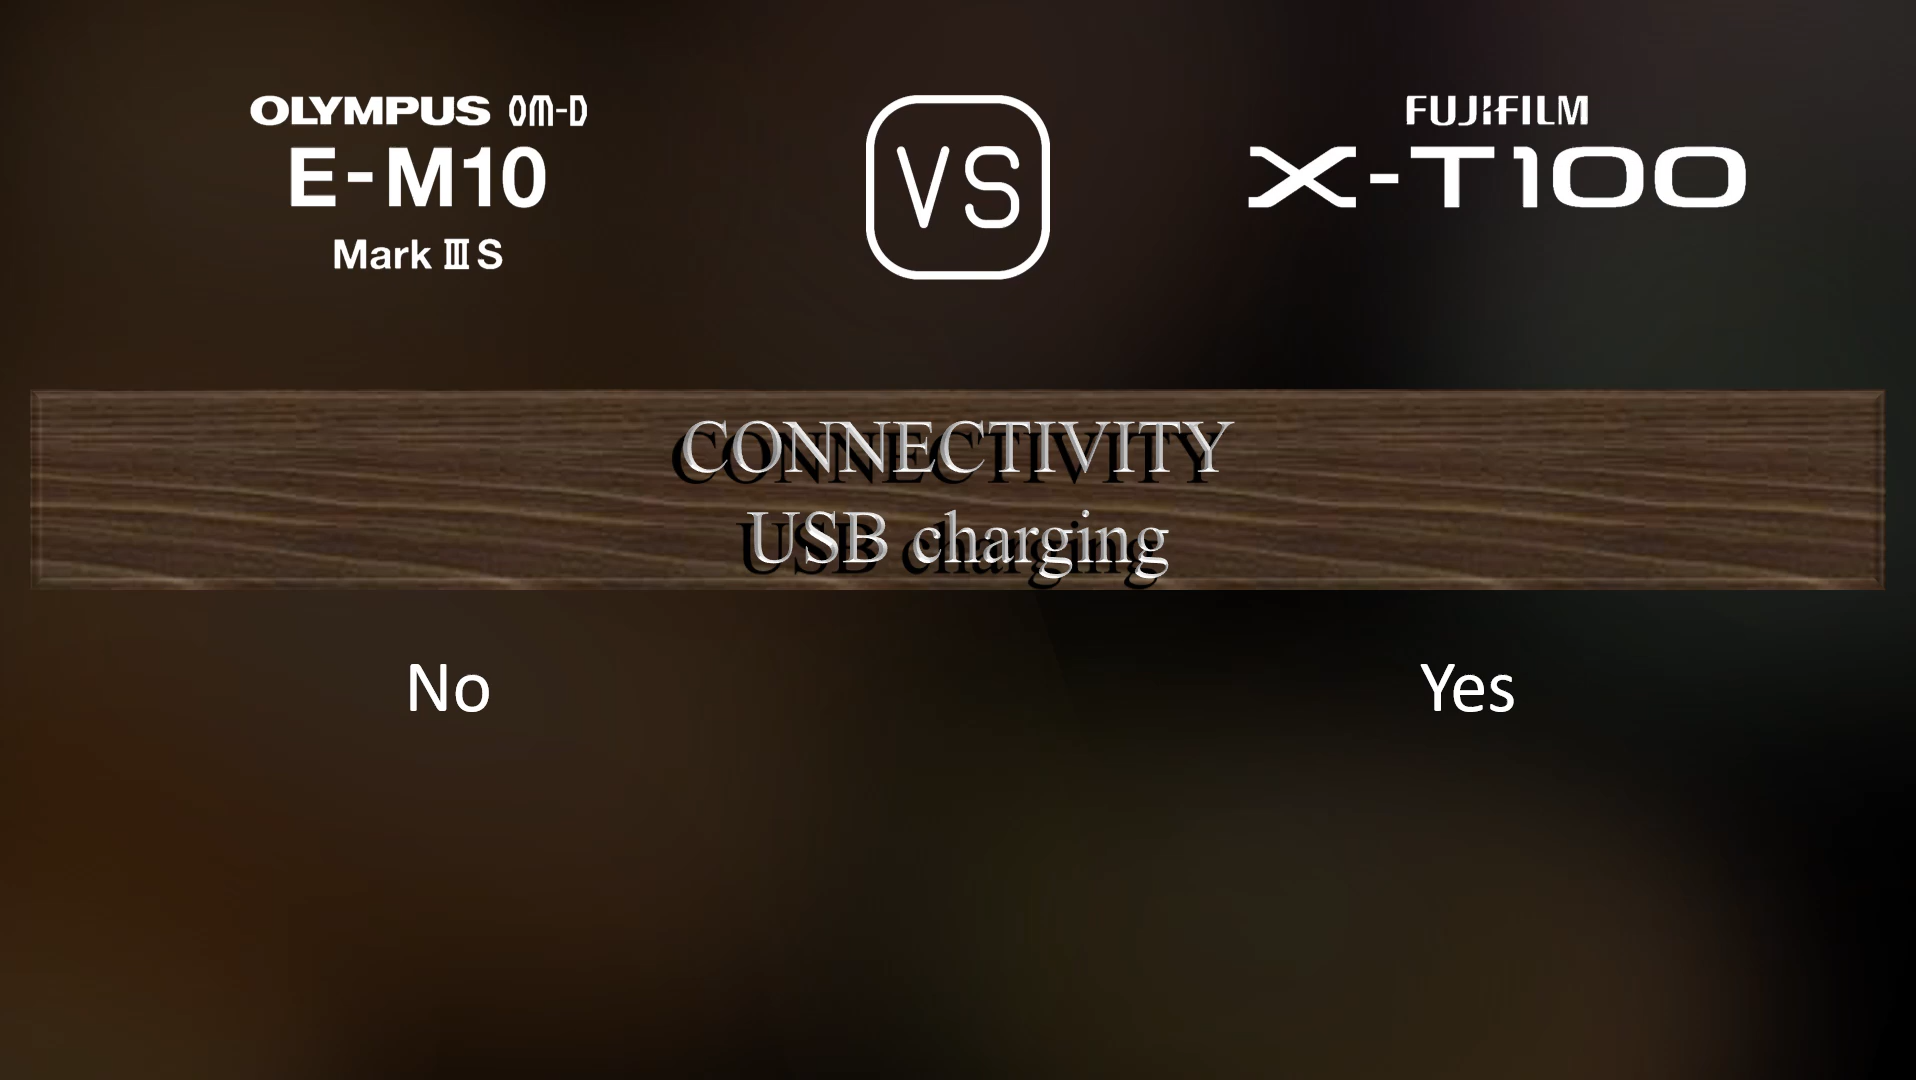 OLYMPUS OM-D
E-M10
Mark III S
VS
FUJIFILM
X-T100
CONNECTIVITY
USB charging
No
Yes